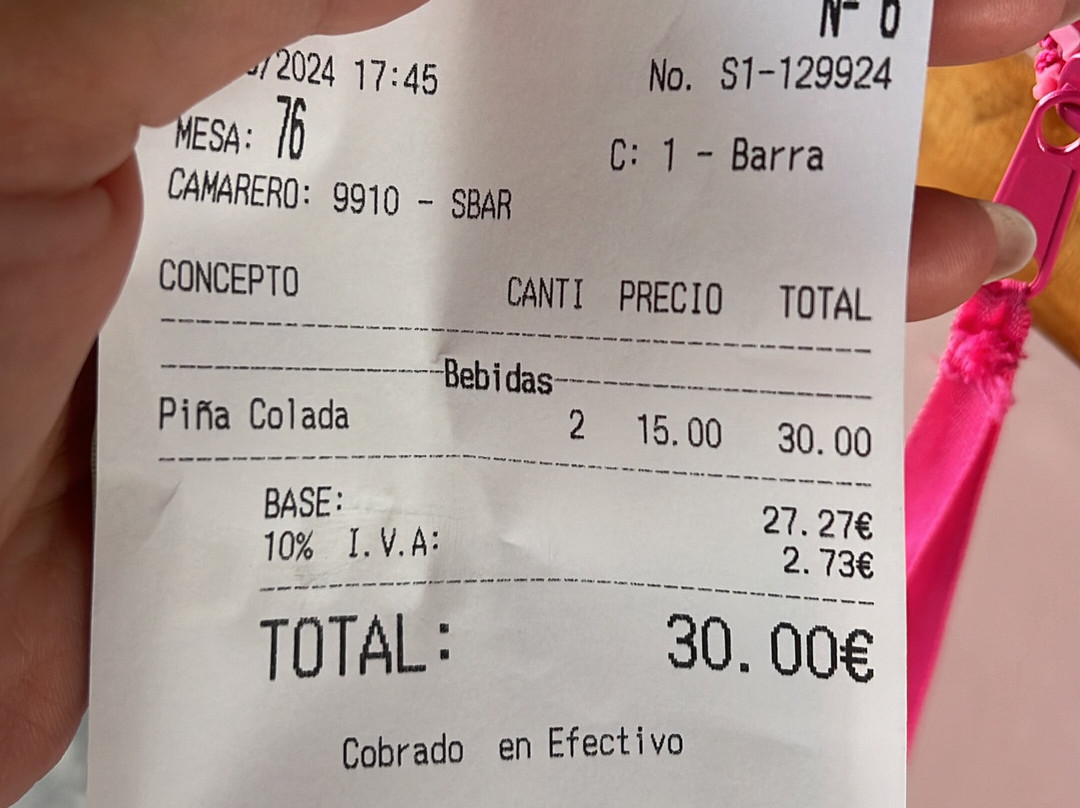 /2024 17:45 No. S1-129924
MESA: 76
C: 1 - Barra
CAMARERO: 9910 - SBAR
CONCEPTO CANTI PRECIO TOTAL
Bebidas
Piña Colada 2 15.00 30.00
BASE: 27.27€
10% I.V.A: 2.73€
TOTAL: 30.00€
Cobrado en Efectivo